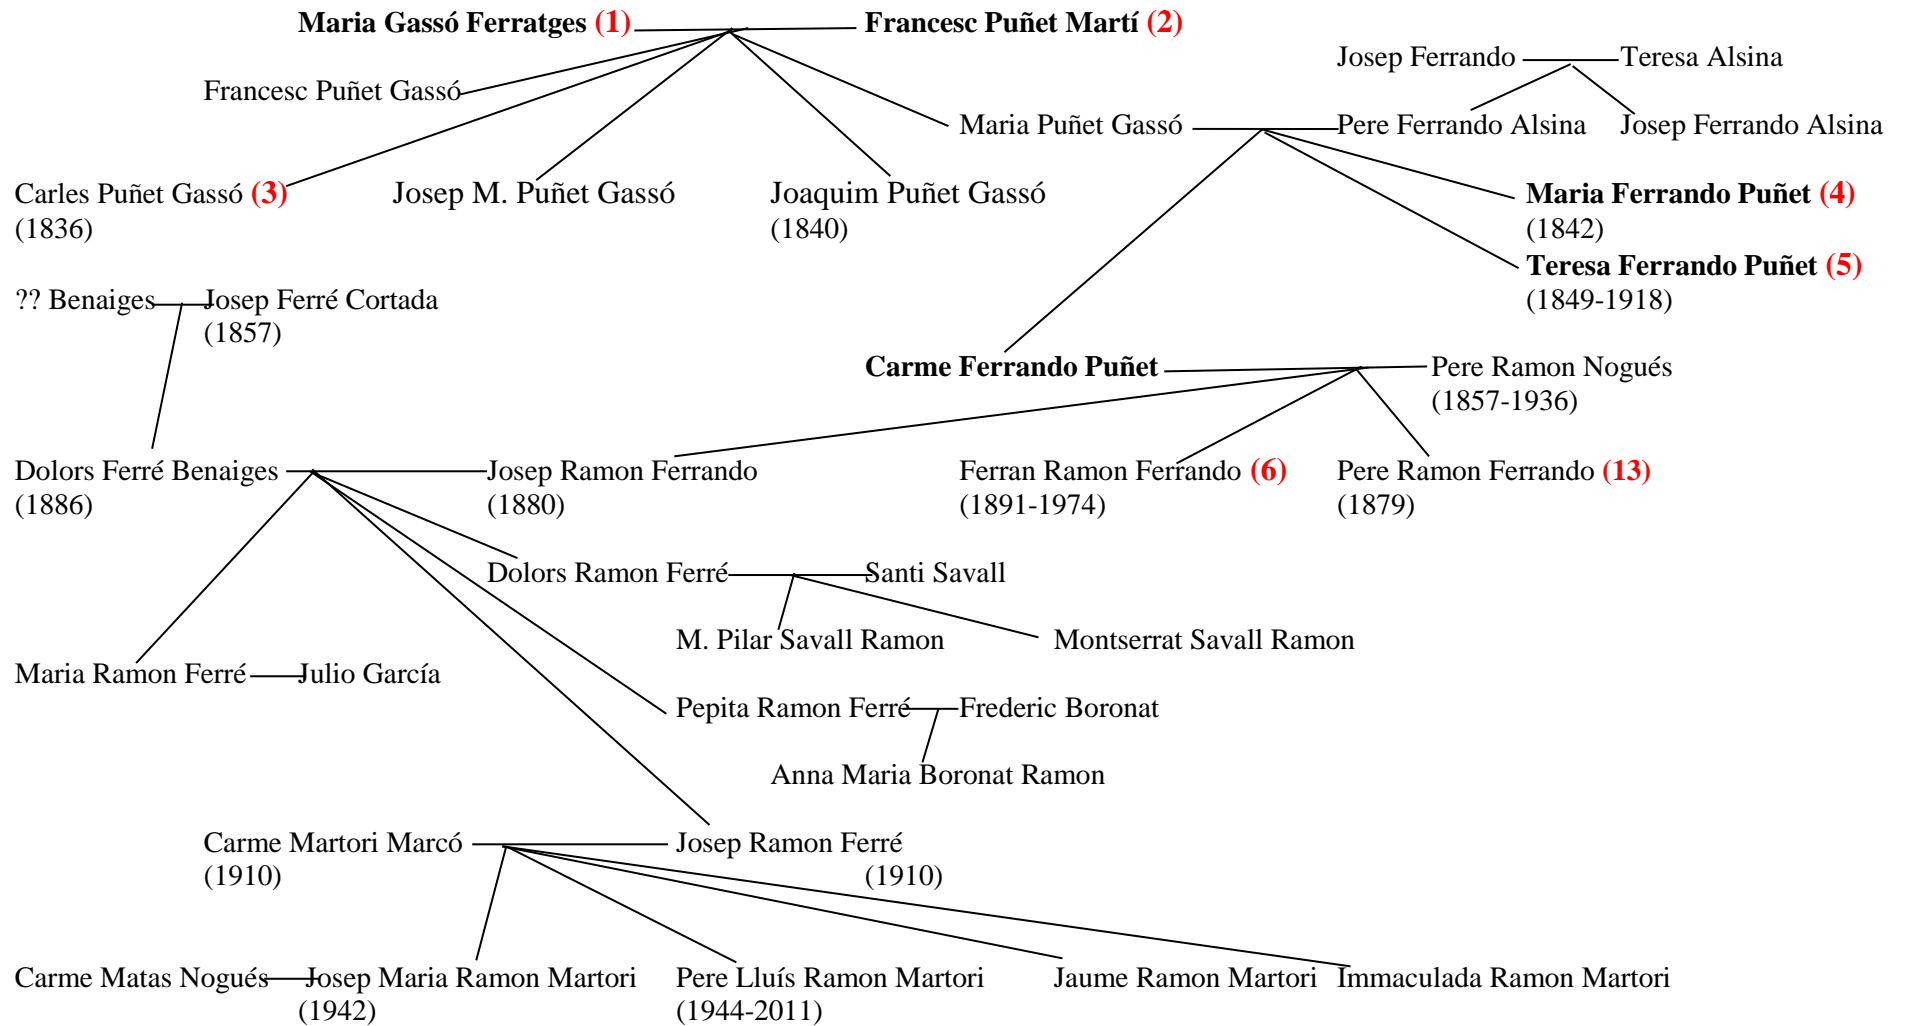 Maria Gassó Ferratges (1) Francesc Puñet Martí (2)
Josep Ferrando Teresa Alsina
Francesc Puñet Gassó
Maria Puñet Gassó Pere Ferrando Alsina Josep Ferrando Alsina
Carles Puñet Gassó (3) Josep M. Puñet Gassó Joaquim Puñet Gassó Maria Ferrando Puñet (4)
(1836) (1840) (1842)
Teresa Ferrando Puñet (5)
?? Benaiges Josep Ferré Cortada (1849-1918)
(1857)
Carme Ferrando Puñet Pere Ramon Nogués
(1857-1936)
Dolors Ferré Benaiges Josep Ramon Ferrando Ferran Ramon Ferrando (6) Pere Ramon Ferrando (13)
(1886) (1880) (1891-1974) (1879)
Dolors Ramon Ferré Santi Savall
M. Pilar Savall Ramon Montserrat Savall Ramon
Maria Ramon Ferré Julio García
Pepita Ramon Ferré Frederic Boronat
Anna Maria Boronat Ramon
Carme Martori Marcó Josep Ramon Ferré
(1910) (1910)
Carme Matas Nogués Josep Maria Ramon Martori Pere Lluís Ramon Martori Jaume Ramon Martori Immaculada Ramon Martori
(1942) (1944-2011)